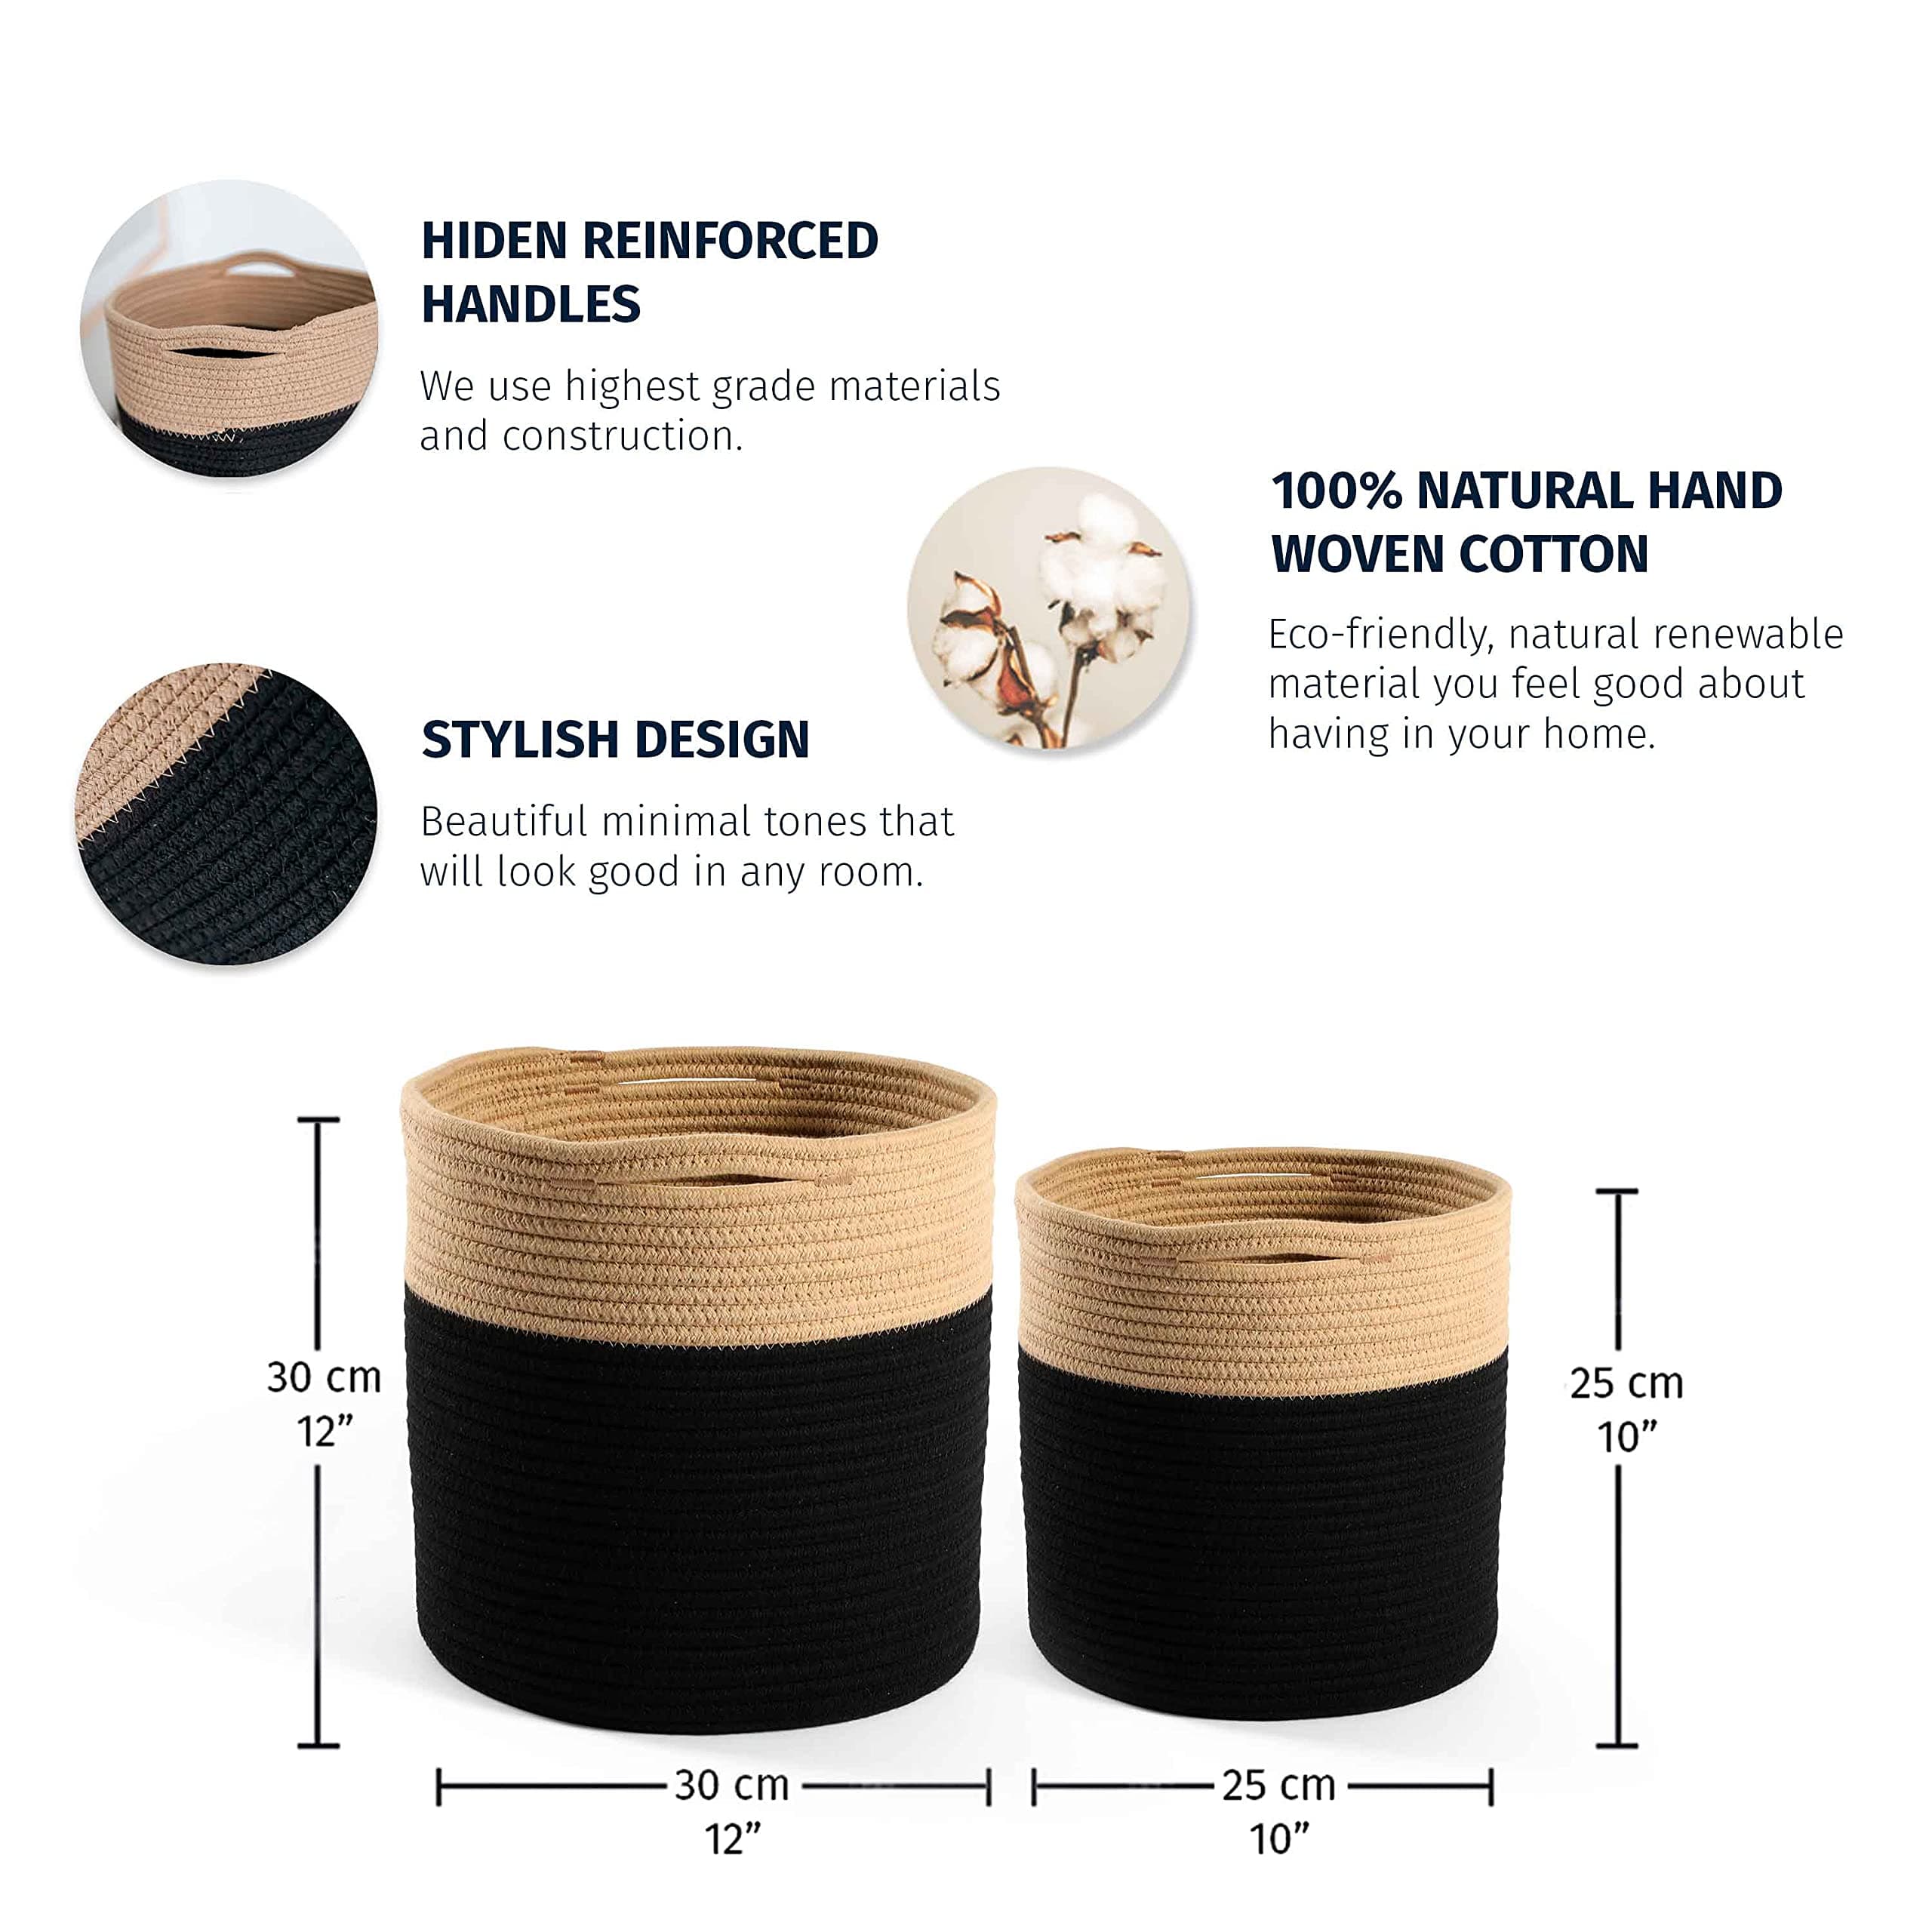 HIDEN REINFORCED
HANDLES
We use highest grade materials
and construction.
100% NATURAL HAND
WOVEN COTTON
Eco-friendly, natural renewable
material you feel good about
having in your home.
STYLISH DESIGN
Beautiful minimal tones that
will look good in any room.
30 cm
12”
25 cm
10”
30 cm
12”
25 cm
10”